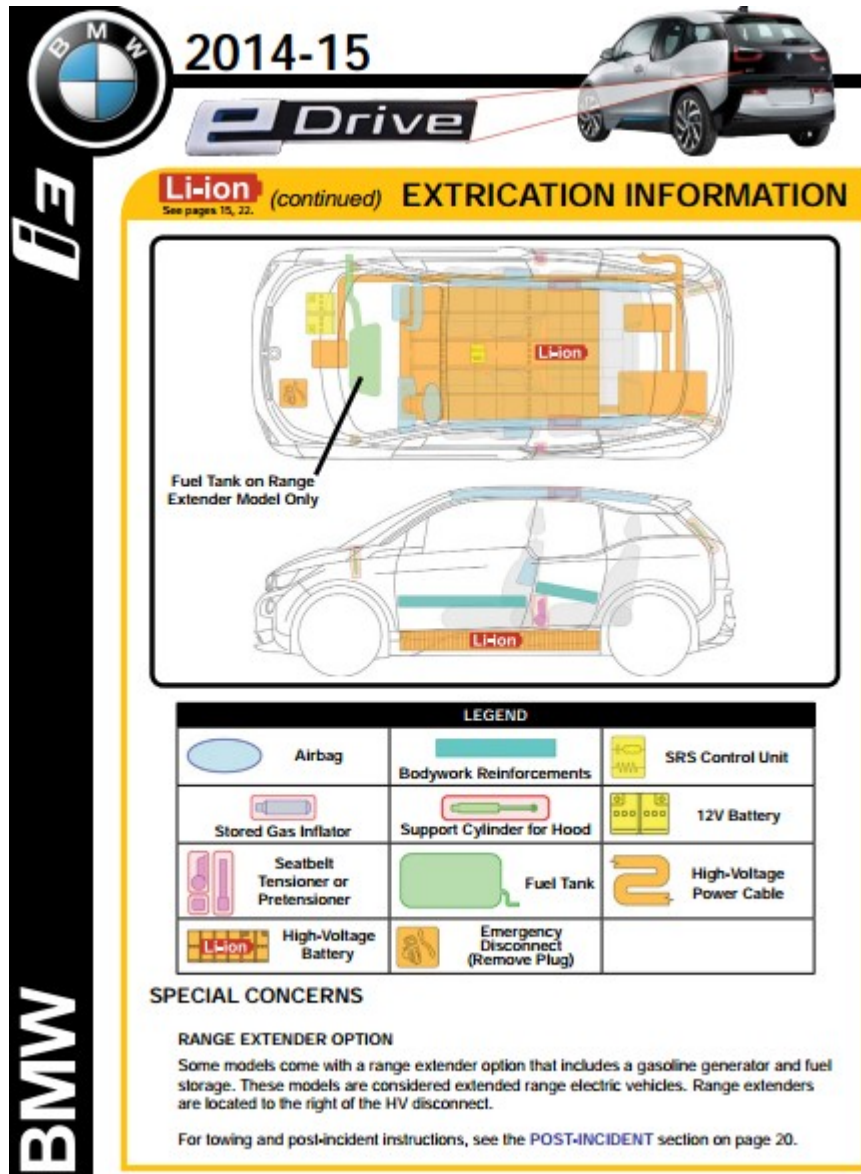 BMW
2014-15
e Drive
i3
Li-ion (continued) EXTRICATION INFORMATION
See pages 15, 22.
Li-ion
Fuel Tank on Range
Extender Model Only
Li-ion
LEGEND
Airbag
Bodywork Reinforcements
SRS Control Unit
Stored Gas Inflator
Support Cylinder for Hood
12V Battery
Seatbelt
Tensioner or
Pretensioner
Fuel Tank
High-Voltage
Power Cable
Li-ion
High-Voltage
Battery
Emergency
Disconnect
(Remove Plug)
SPECIAL CONCERNS
RANGE EXTENDER OPTION
Some models come with a range extender option that includes a gasoline generator and fuel
storage. These models are considered extended range electric vehicles. Range extenders
are located to the right of the HV disconnect.
For towing and post-incident instructions, see the POST-INCIDENT section on page 20.
BMW